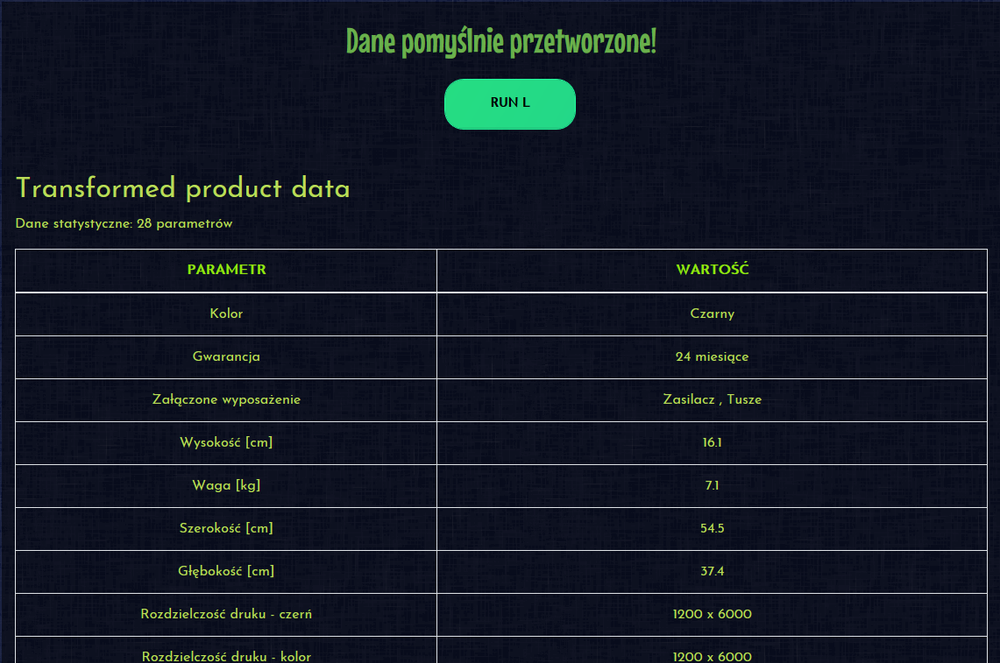 Dane pomyślnie przetworzone!
RUN L
Transformed product data
Dane statystyczne: 28 parametrów
PARAMETR WARTOŚĆ
Kolor Czarny
Gwarancja 24 miesiące
Załączone wyposażenie Zasilacz , Tusze
Wysokość [cm] 16.1
Waga [kg] 7.1
Szerokość [cm] 54.5
Głębokość [cm] 37.4
Rozdzielczość druku - czerń 1200 x 6000
Rozdzielczość druku - kolor 1200 x 6000